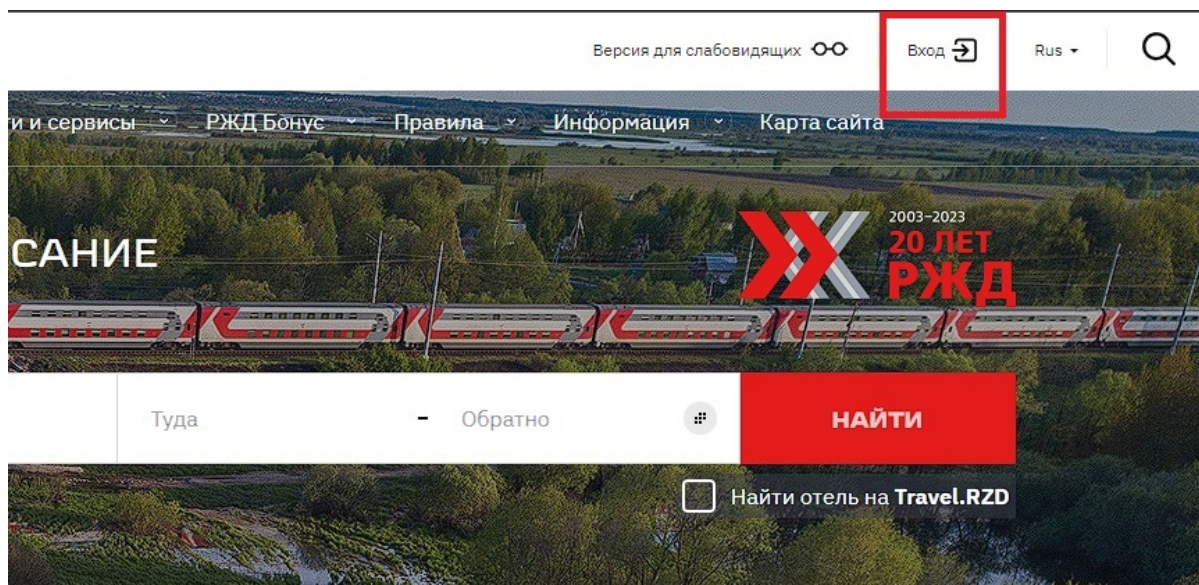 Версия для слабовидящих Вход Rus
и и сервисы РЖД Бонус Правила Информация Карта сайта
2003–2023
20 ЛЕТ
РЖД
САНИЕ
Туда - Обратно НАЙТИ
Найти отель на Travel.RZD